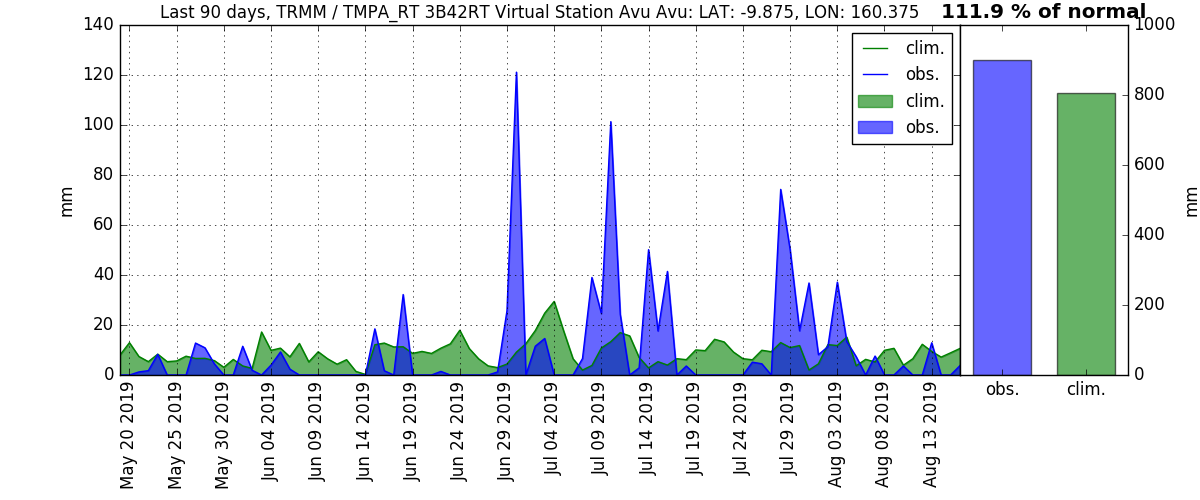 Last 90 days, TRMM / TMPA_RT 3B42RT Virtual Station Avu Avu: LAT: -9.875, LON: 160.375
111.9 % of normal
140
120
100
80
60
40
20
0
mm
clim.
obs.
clim.
obs.
1000
800
600
400
200
0
mm
May 20 2019
May 25 2019
May 30 2019
Jun 04 2019
Jun 09 2019
Jun 14 2019
Jun 19 2019
Jun 24 2019
Jun 29 2019
Jul 04 2019
Jul 09 2019
Jul 14 2019
Jul 19 2019
Jul 24 2019
Jul 29 2019
Aug 03 2019
Aug 08 2019
Aug 13 2019
obs.
clim.